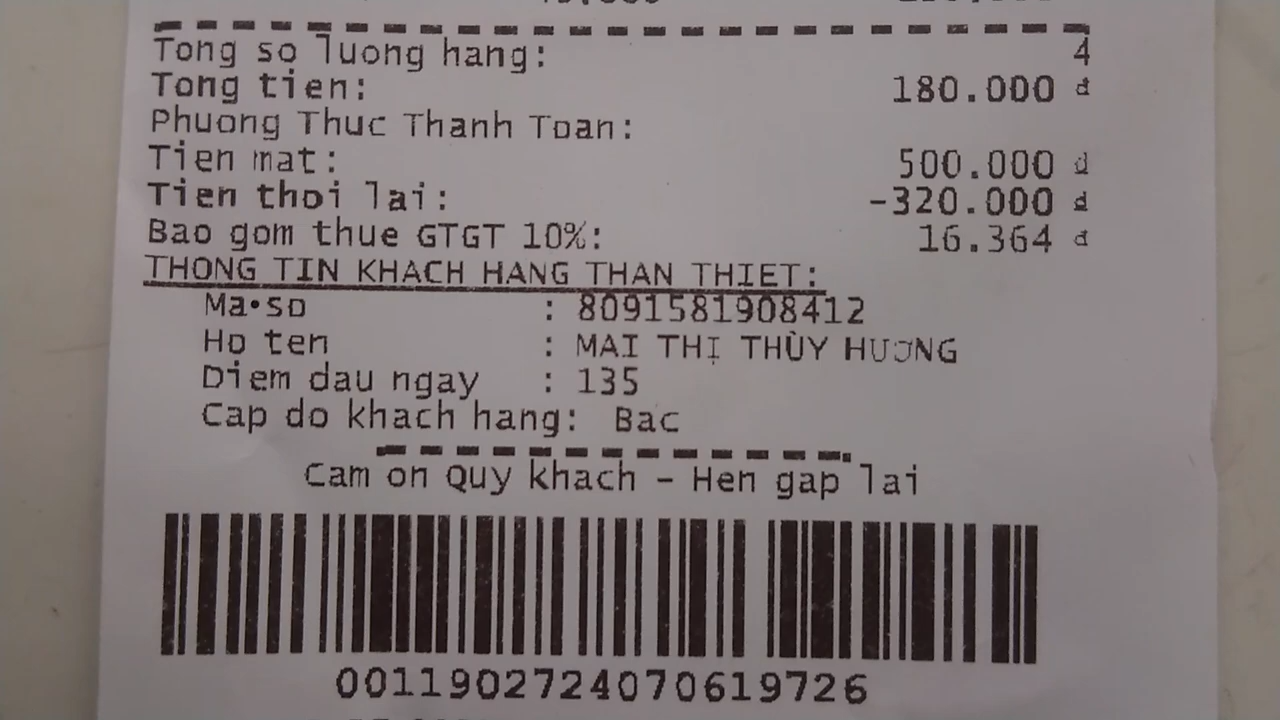 Tong so luong hang: 4
Tong tien: 180.000 đ
Phuong Thuc Thanh Toan:
Tien mat: 500.000 đ
Tien thoi lai: -320.000 đ
Bao gom thue GTGT 10%: 16.364 đ
THONG TIN KHACH HANG THAN THIET:
Ma•so : 8091581908412
Ho ten : MAI THỊ THÙY HƯƠNG
Diem dau ngay : 135
Cap do khach hang: Bac
Cam on Quy khach - Hen gap lai
0011902724070619726